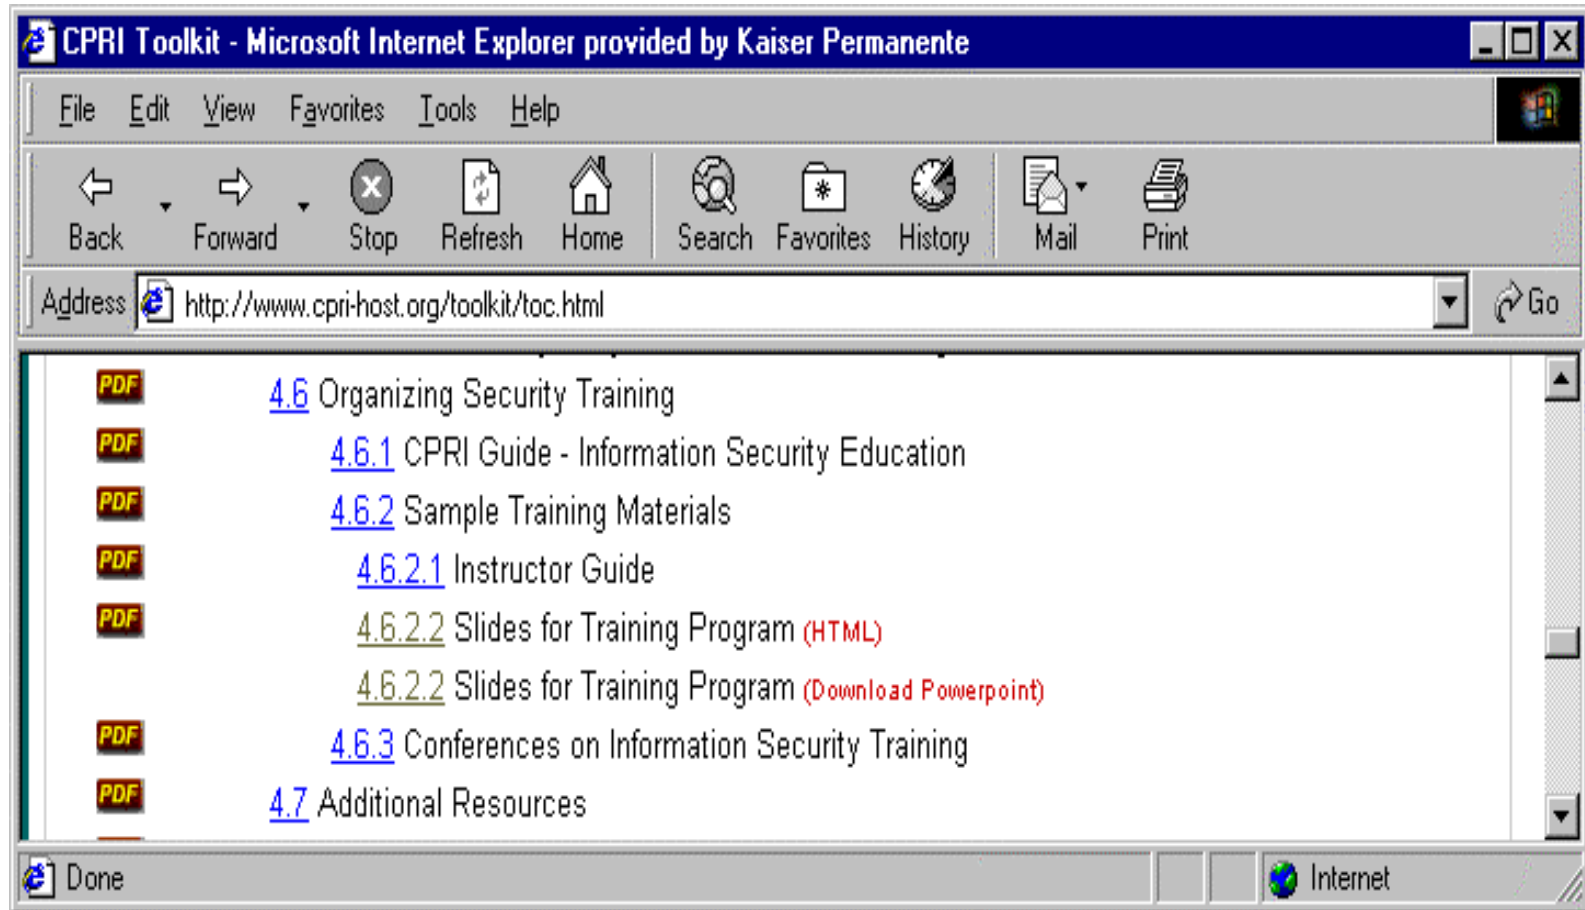 CPRI Toolkit - Microsoft Internet Explorer provided by Kaiser Permanente
File Edit View Favorites Tools Help
Back Forward Stop Refresh Home Search Favorites History Mail Print
Address http://www.cpri-host.org/toolkit/toc.html Go
PDF 4.6 Organizing Security Training
PDF 4.6.1 CPRI Guide - Information Security Education
PDF 4.6.2 Sample Training Materials
PDF 4.6.2.1 Instructor Guide
PDF 4.6.2.2 Slides for Training Program (HTML)
4.6.2.2 Slides for Training Program (Download Powerpoint)
PDF 4.6.3 Conferences on Information Security Training
PDF 4.7 Additional Resources
Done Internet